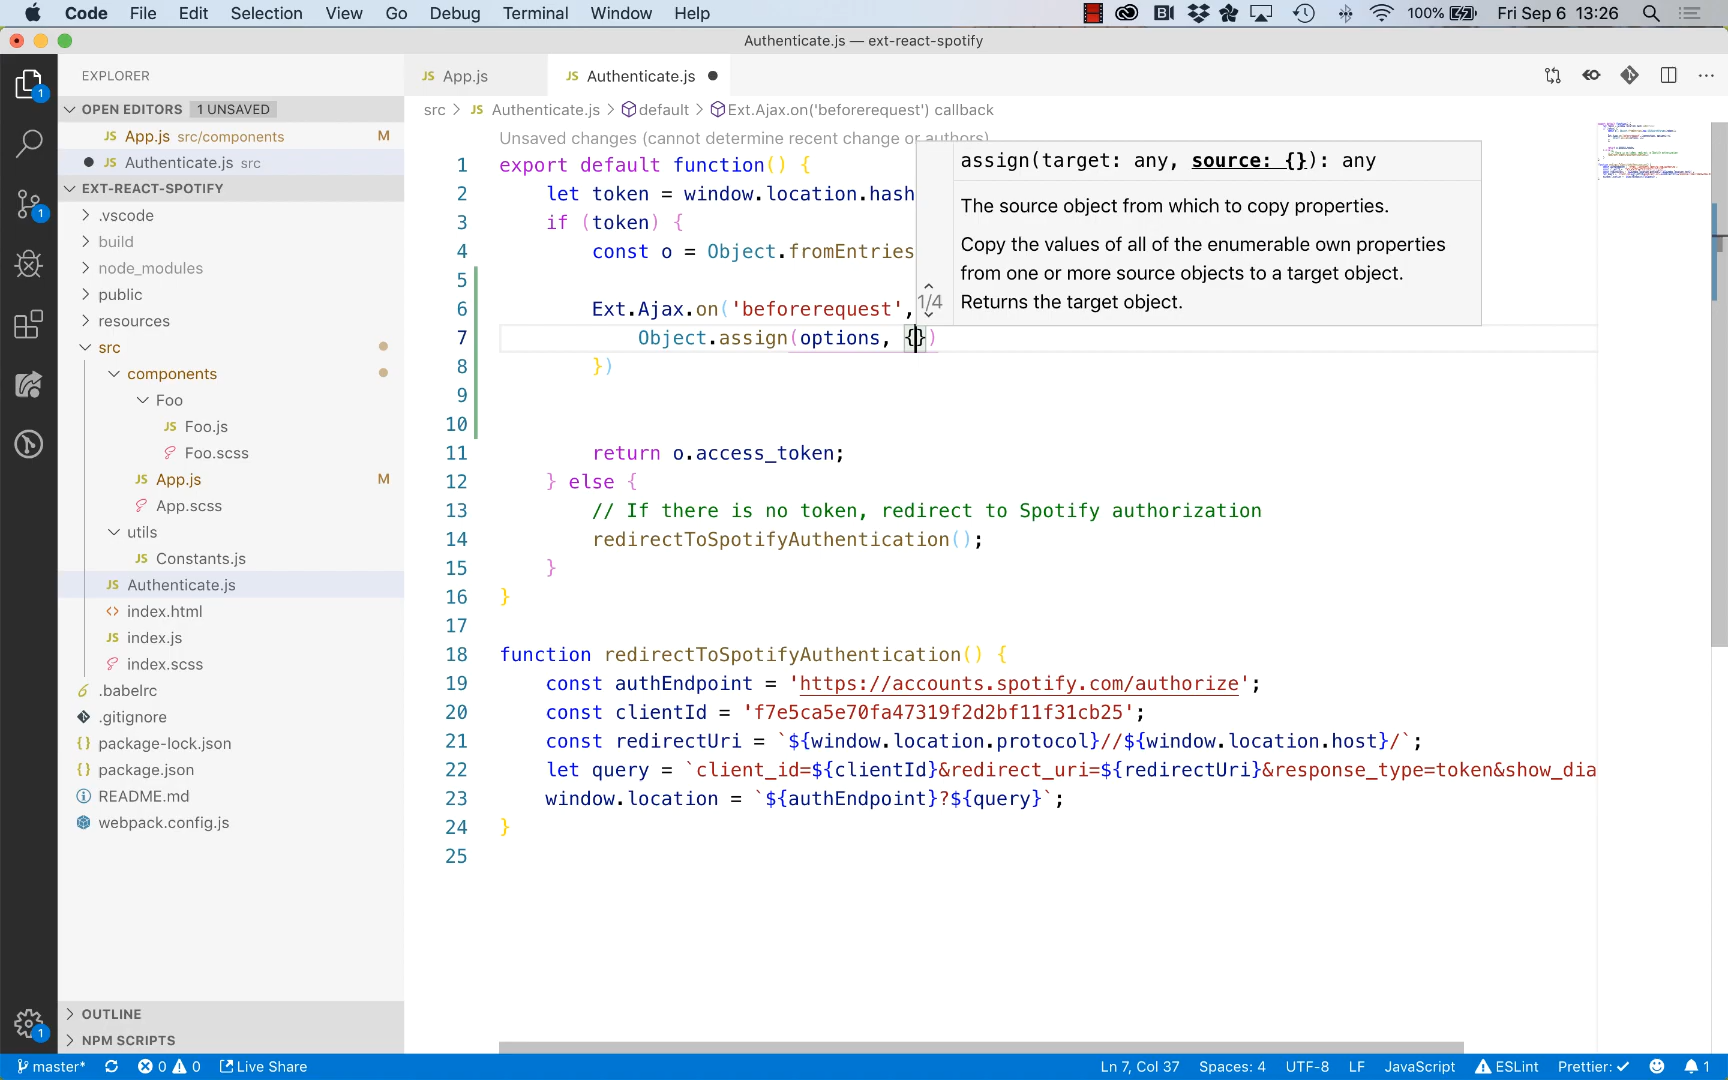 Code File Edit Selection View Go Debug Terminal Window Help 100% Fri Sep 6 13:26
Authenticate.js — ext-react-spotify
EXPLORER
OPEN EDITORS 1 UNSAVED
JS App.js src/components M
JS Authenticate.js src
EXT-REACT-SPOTIFY
.vscode
build
node_modules
public
resources
src
components
Foo
JS Foo.js
Foo.scss
JS App.js M
App.scss
utils
JS Constants.js
JS Authenticate.js
index.html
JS index.js
index.scss
.babelrc
.gitignore
package-lock.json
package.json
README.md
webpack.config.js
OUTLINE
NPM SCRIPTS
1
1
1
JS App.js JS Authenticate.js
src > JS Authenticate.js > default > Ext.Ajax.on('beforerequest') callback
Unsaved changes (cannot determine recent change or authors)
1 export default function() {
2 let token = window.location.hash
3 if (token) {
4 const o = Object.fromEntries
5
6 Ext.Ajax.on('beforerequest',
7 Object.assign(options, {})
8 })
9
10
11 return o.access_token;
12 } else {
13 // If there is no token, redirect to Spotify authorization
14 redirectToSpotifyAuthentication();
15 }
16 }
17
18 function redirectToSpotifyAuthentication() {
19 const authEndpoint = 'https://accounts.spotify.com/authorize';
20 const clientId = 'f7e5ca5e70fa47319f2d2bf11f31cb25';
21 const redirectUri = `${window.location.protocol}//${window.location.host}/`;
22 let query = `client_id=${clientId}&redirect_uri=${redirectUri}&response_type=token&show_dia
23 window.location = `${authEndpoint}?${query}`;
24 }
25
assign(target: any, source: {}): any
The source object from which to copy properties.
Copy the values of all of the enumerable own properties
from one or more source objects to a target object.
Returns the target object.
1/4
master* 0 0 Live Share Ln 7, Col 37 Spaces: 4 UTF-8 LF JavaScript ESLint Prettier: ✓ 1